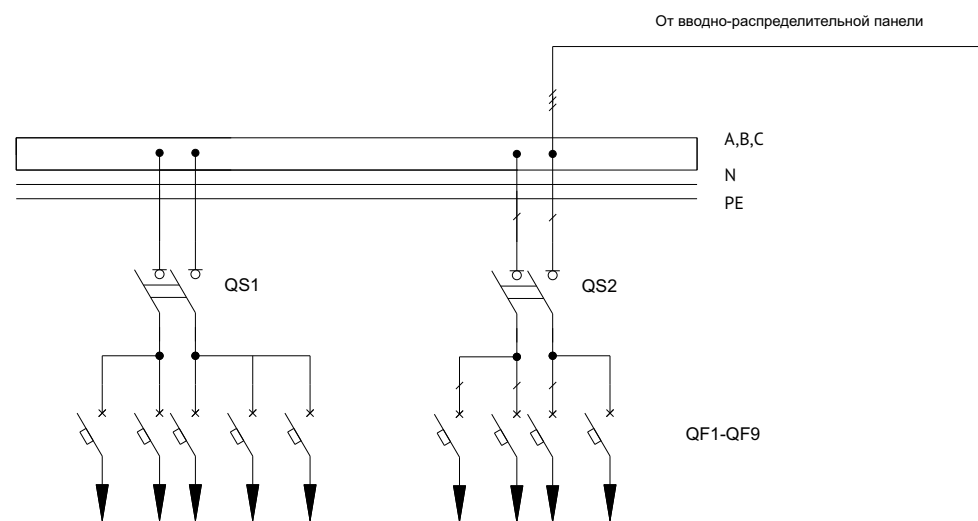 От вводно-распределительной панели
A,B,C
N
PE
QS1
QS2
QF1-QF9